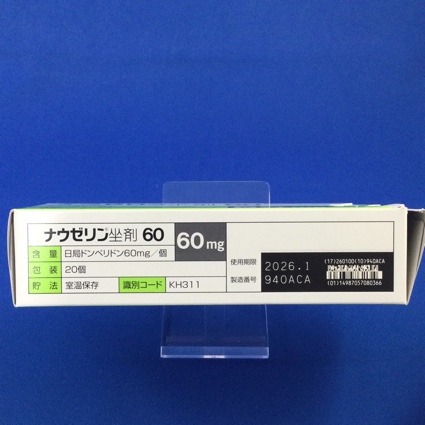 ナウゼリン坐剤 60
60mg
含量 日局ドンペリドン60mg／個
包装 20個
貯法 室温保存 識別コード KH311
使用期限 2026.1
製造番号 940ACA
(17)260100(10)940ACA
(01)14987057080366